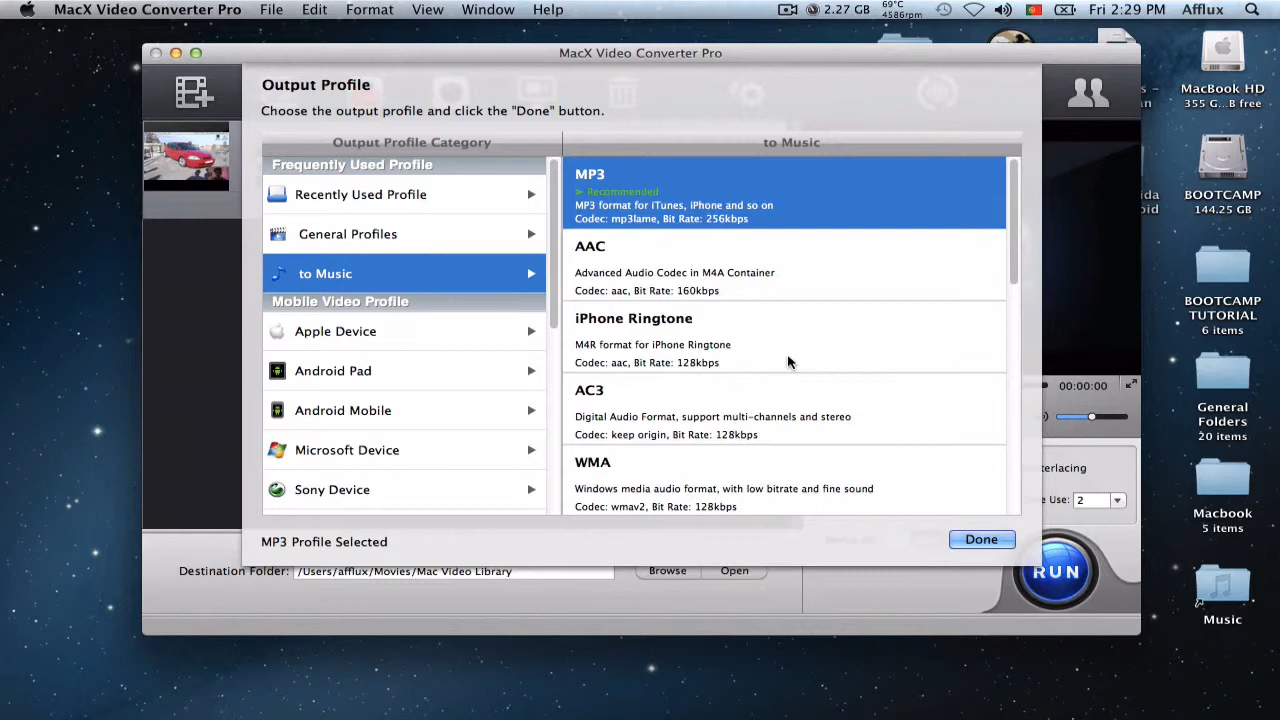 MacX Video Converter Pro File Edit Format View Window Help 2.27 GB 69°C 4586rpm Fri 2:29 PM Afflux
MacX Video Converter Pro
Output Profile
Choose the output profile and click the "Done" button.
Output Profile Category
to Music
Frequently Used Profile
Recently Used Profile
General Profiles
to Music
Mobile Video Profile
Apple Device
Android Pad
Android Mobile
Microsoft Device
Sony Device
MP3
➣ Recommended
MP3 format for iTunes, iPhone and so on
Codec: mp3lame, Bit Rate: 256kbps
AAC
Advanced Audio Codec in M4A Container
Codec: aac, Bit Rate: 160kbps
iPhone Ringtone
M4R format for iPhone Ringtone
Codec: aac, Bit Rate: 128kbps
AC3
Digital Audio Format, support multi-channels and stereo
Codec: keep origin, Bit Rate: 128kbps
WMA
Windows media audio format, with low bitrate and fine sound
Codec: wmav2, Bit Rate: 128kbps
MP3 Profile Selected
Done
00:00:00
erlacing
Use: 2
Destination Folder: /Users/Afflux/Movies/Mac Video Library
Browse
Open
RUN
MacBook HD
355 G...B free
BOOTCAMP
144.25 GB
BOOTCAMP
TUTORIAL
6 items
General
Folders
20 items
Macbook
5 items
Music